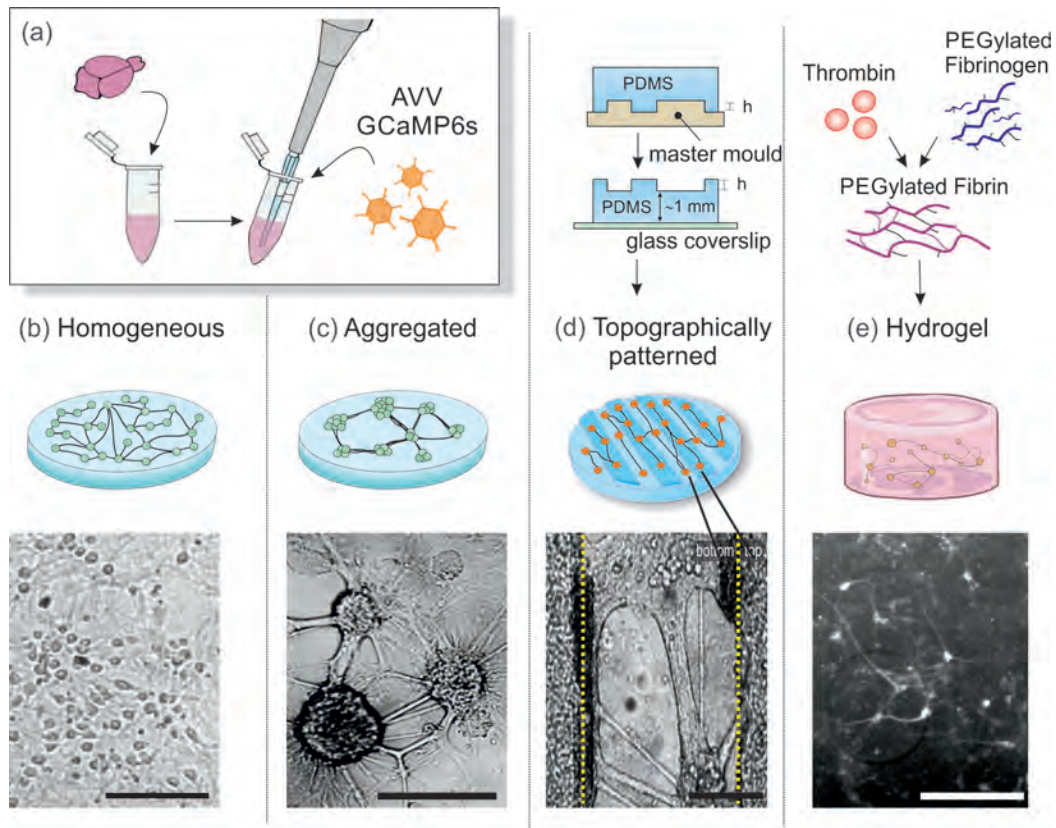 (a)
AVV
GCaMP6s
PDMS
h
master mould
h
PDMS
~1 mm
glass coverslip
Thrombin
PEGylated
Fibrinogen
PEGylated Fibrin
(b) Homogeneous
(c) Aggregated
(d) Topographically
patterned
(e) Hydrogel
bottom
top